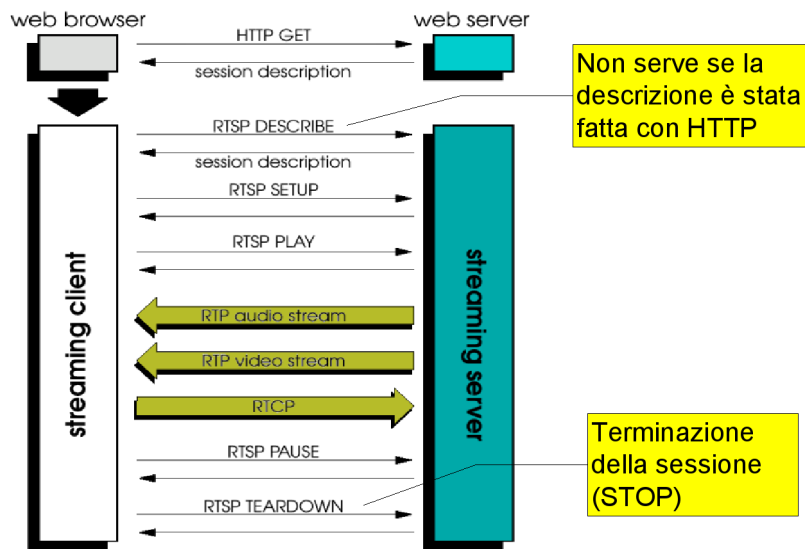 web browser
web server
HTTP GET
session description
Non serve se la
descrizione è stata
fatta con HTTP
RTSP DESCRIBE
session description
RTSP SETUP
RTSP PLAY
streaming client
streaming server
RTP audio stream
RTP video stream
RTCP
RTSP PAUSE
RTSP TEARDOWN
Terminazione
della sessione
(STOP)